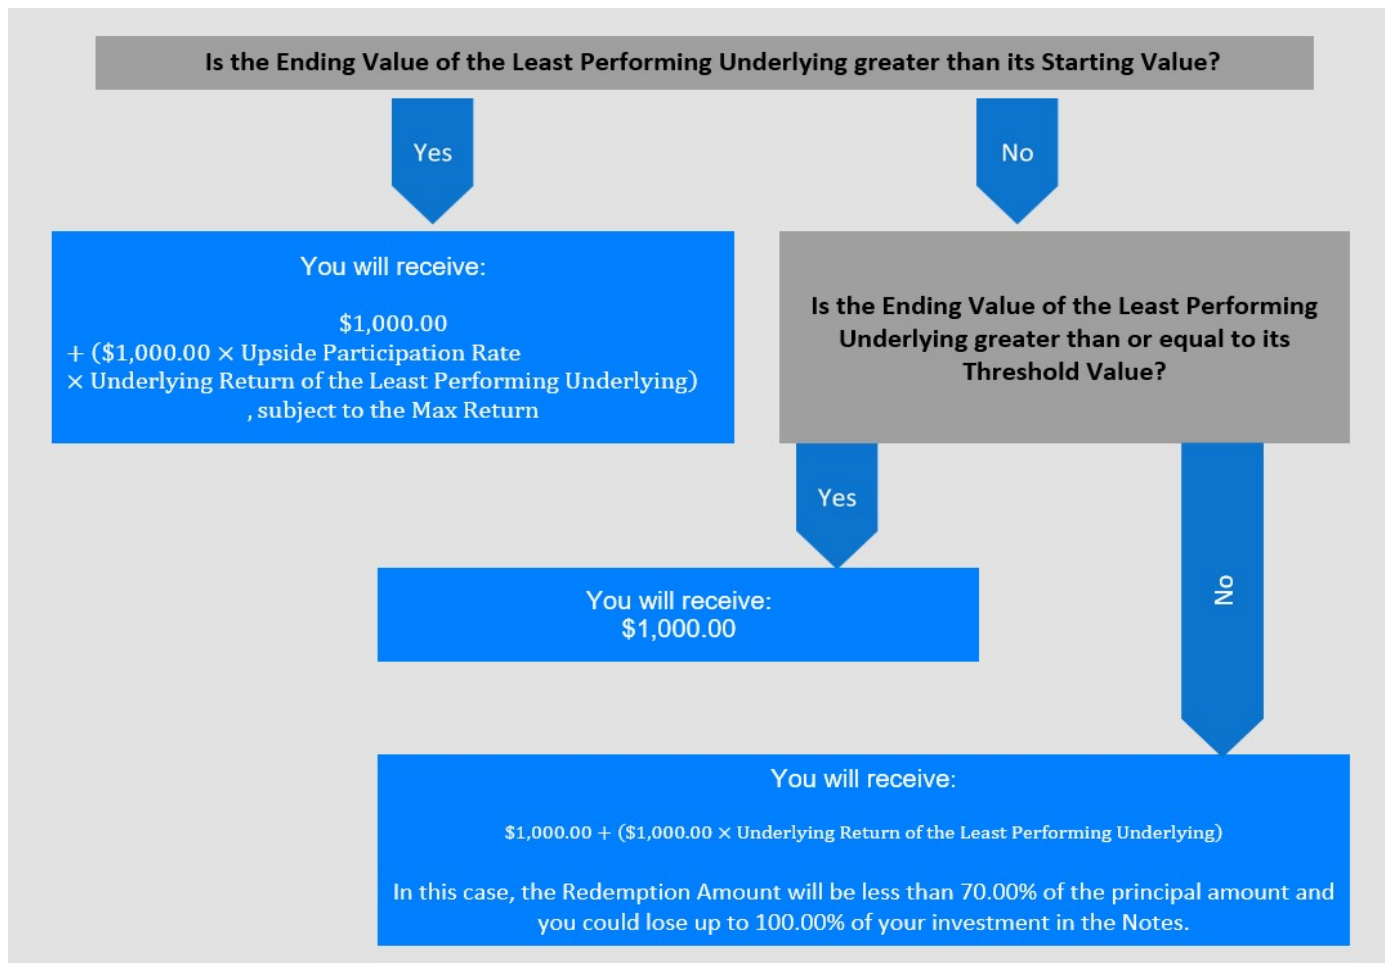 Is the Ending Value of the Least Performing Underlying greater than its Starting Value?
Yes
No
You will receive:
$1,000.00
+ ($1,000.00 × Upside Participation Rate
× Underlying Return of the Least Performing Underlying)
, subject to the Max Return
Is the Ending Value of the Least Performing
Underlying greater than or equal to its
Threshold Value?
Yes
No
You will receive:
$1,000.00
You will receive:
$1,000.00 + ($1,000.00 × Underlying Return of the Least Performing Underlying)
In this case, the Redemption Amount will be less than 70.00% of the principal amount and
you could lose up to 100.00% of your investment in the Notes.